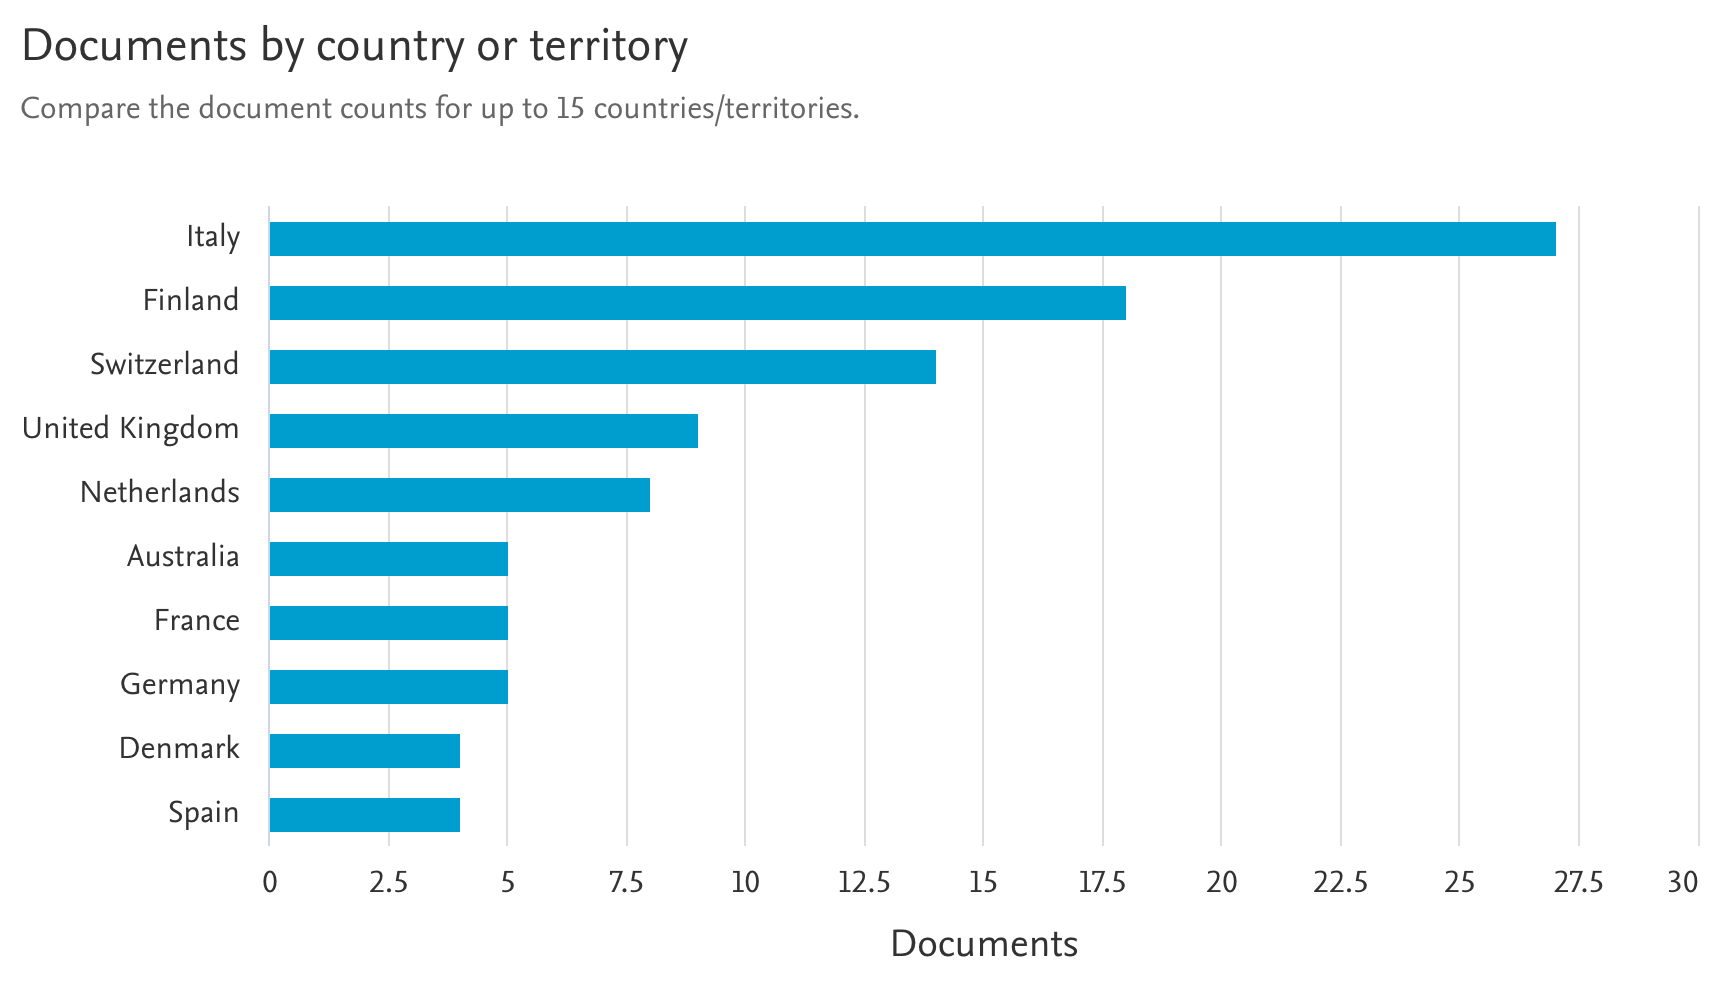 Documents by country or territory
Compare the document counts for up to 15 countries/territories.
Italy
Finland
Switzerland
United Kingdom
Netherlands
Australia
France
Germany
Denmark
Spain
0 2.5 5 7.5 10 12.5 15 17.5 20 22.5 25 27.5 30
Documents